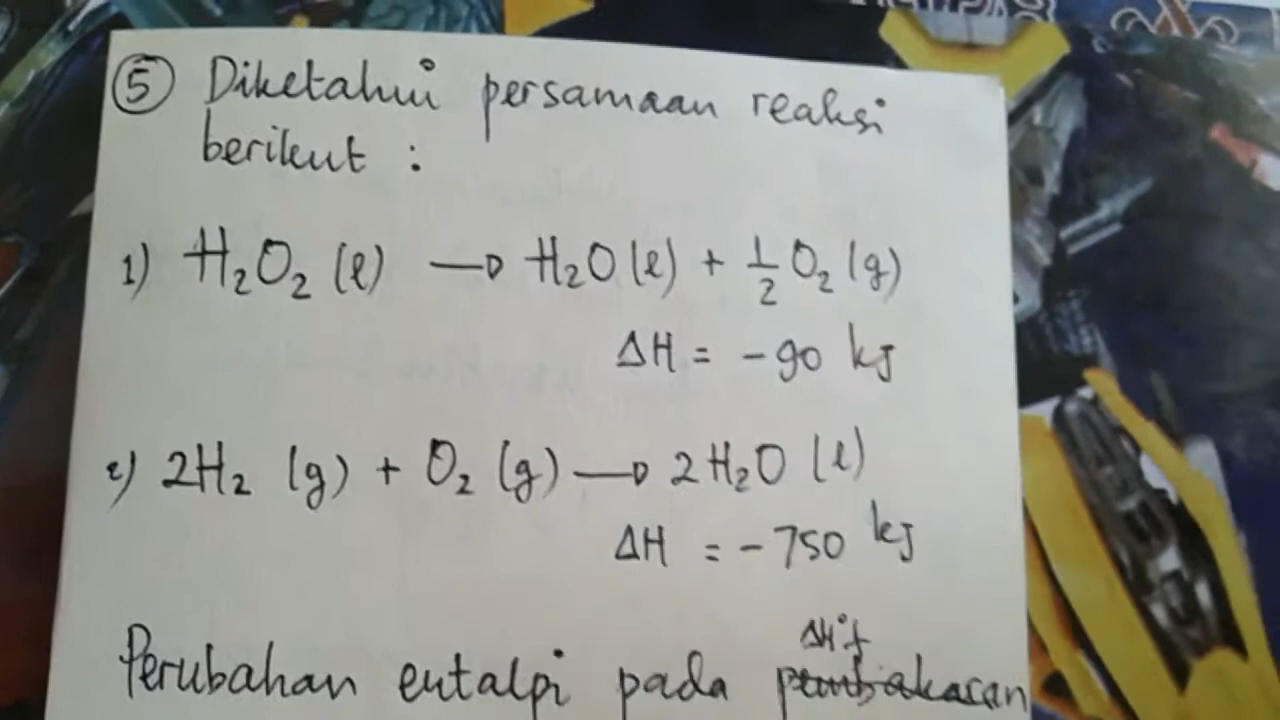 5 Diketahui persamaan reaksi
berikut :
1) H₂O₂ (l) → H₂O (l) + 1/2 O₂ (g)
ΔH = -90 kJ
2) 2H₂ (g) + O₂ (g) → 2H₂O (l)
ΔH = -750 kJ
ΔH°f
Perubahan entalpi pada pembakaran